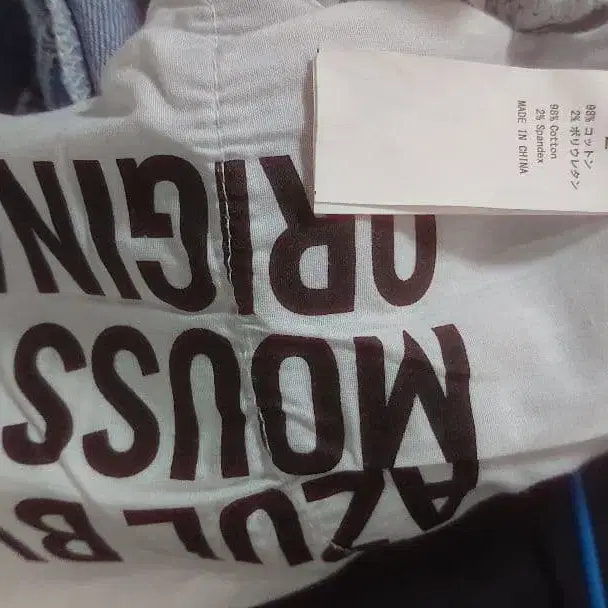 98% コットン
2% ポリウレタン
98% Cotton
2% Spandex
MADE IN CHINA
AZUL B
MOUSS
ORIGIN